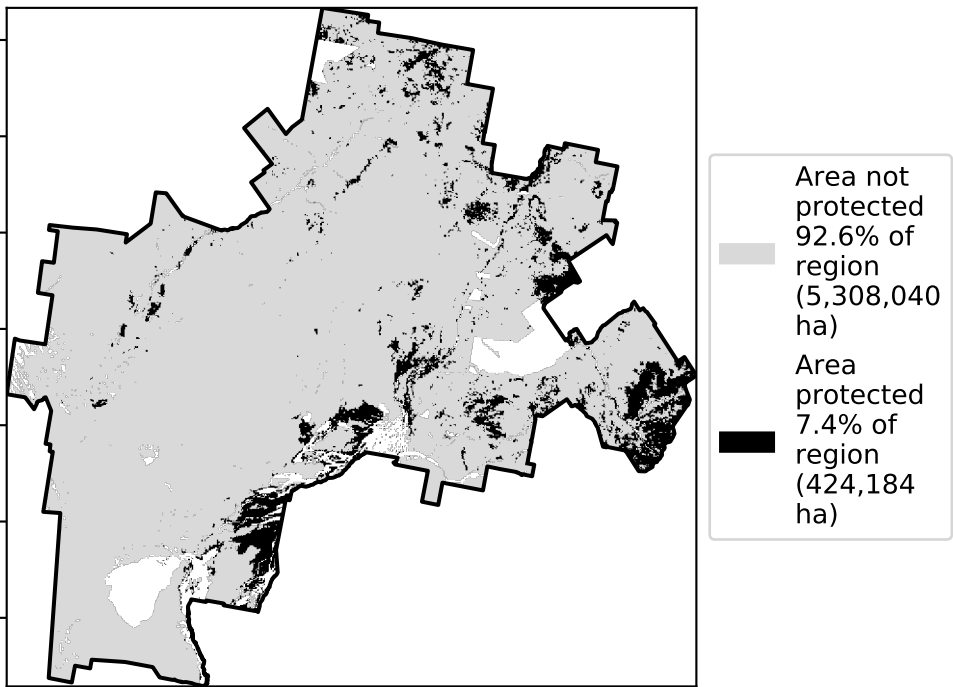 Area not
protected
92.6% of
region
(5,308,040
ha)
Area
protected
7.4% of
region
(424,184
ha)